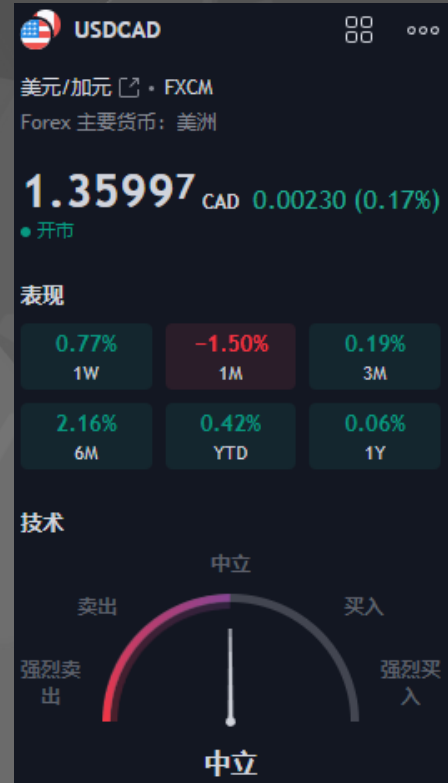 USDCAD
美元/加元 • FXCM
Forex 主要货币：美洲
1.35997 CAD 0.00230 (0.17%)
开市
表现
0.77% −1.50% 0.19%
1W 1M 3M
2.16% 0.42% 0.06%
6M YTD 1Y
技术
中立
卖出 买入
强烈卖 强烈买
出 入
中立